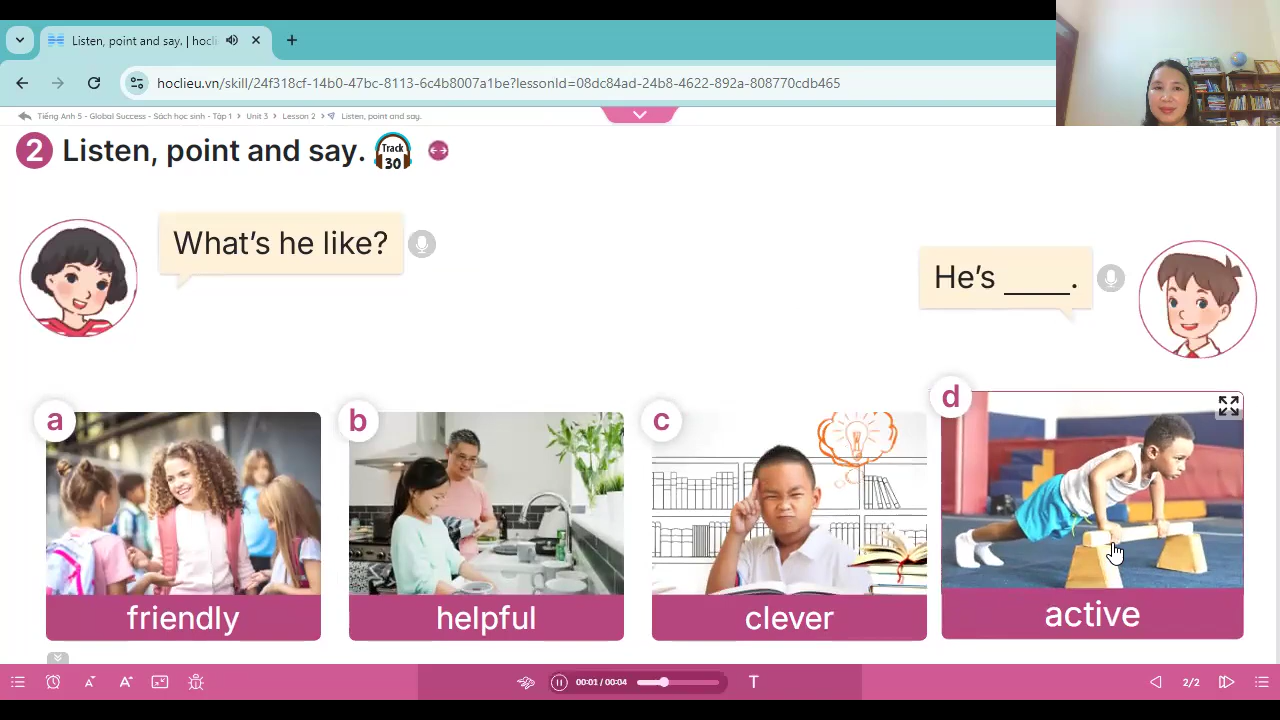 Listen, point and say. | hocli
hoclieu.vn/skill/24f318cf-14b0-47bc-8113-6c4b8007a1be?lessonId=08dc84ad-24b8-4622-892a-808770cdb465
Tiếng Anh 5 - Global Success - Sách học sinh - Tập 1 > Unit 3 > Lesson 2 > Listen, point and say.
2 Listen, point and say. Track 30
What's he like?
He's ____.
a
b
c
d
friendly
helpful
clever
active
A A
00:01 / 00:04
T
2/2